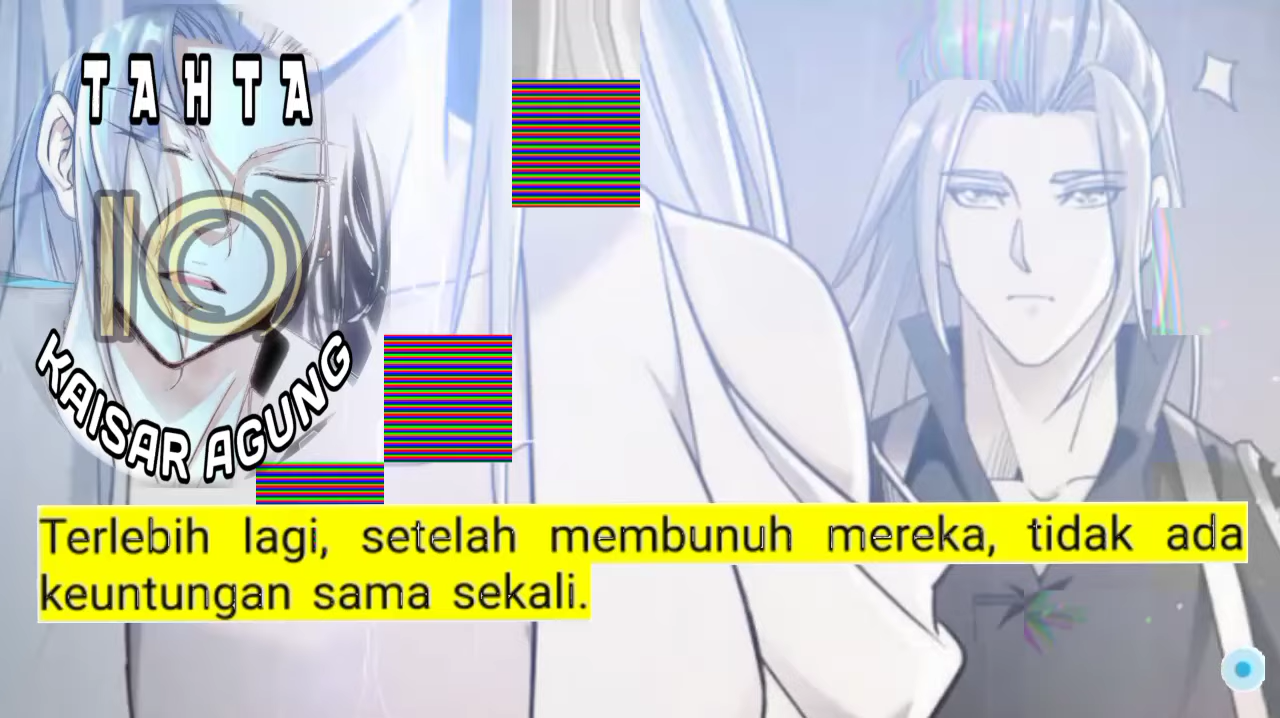 TAHTA
KAISAR AGUNG
Terlebih lagi, setelah membunuh mereka, tidak ada
keuntungan sama sekali.